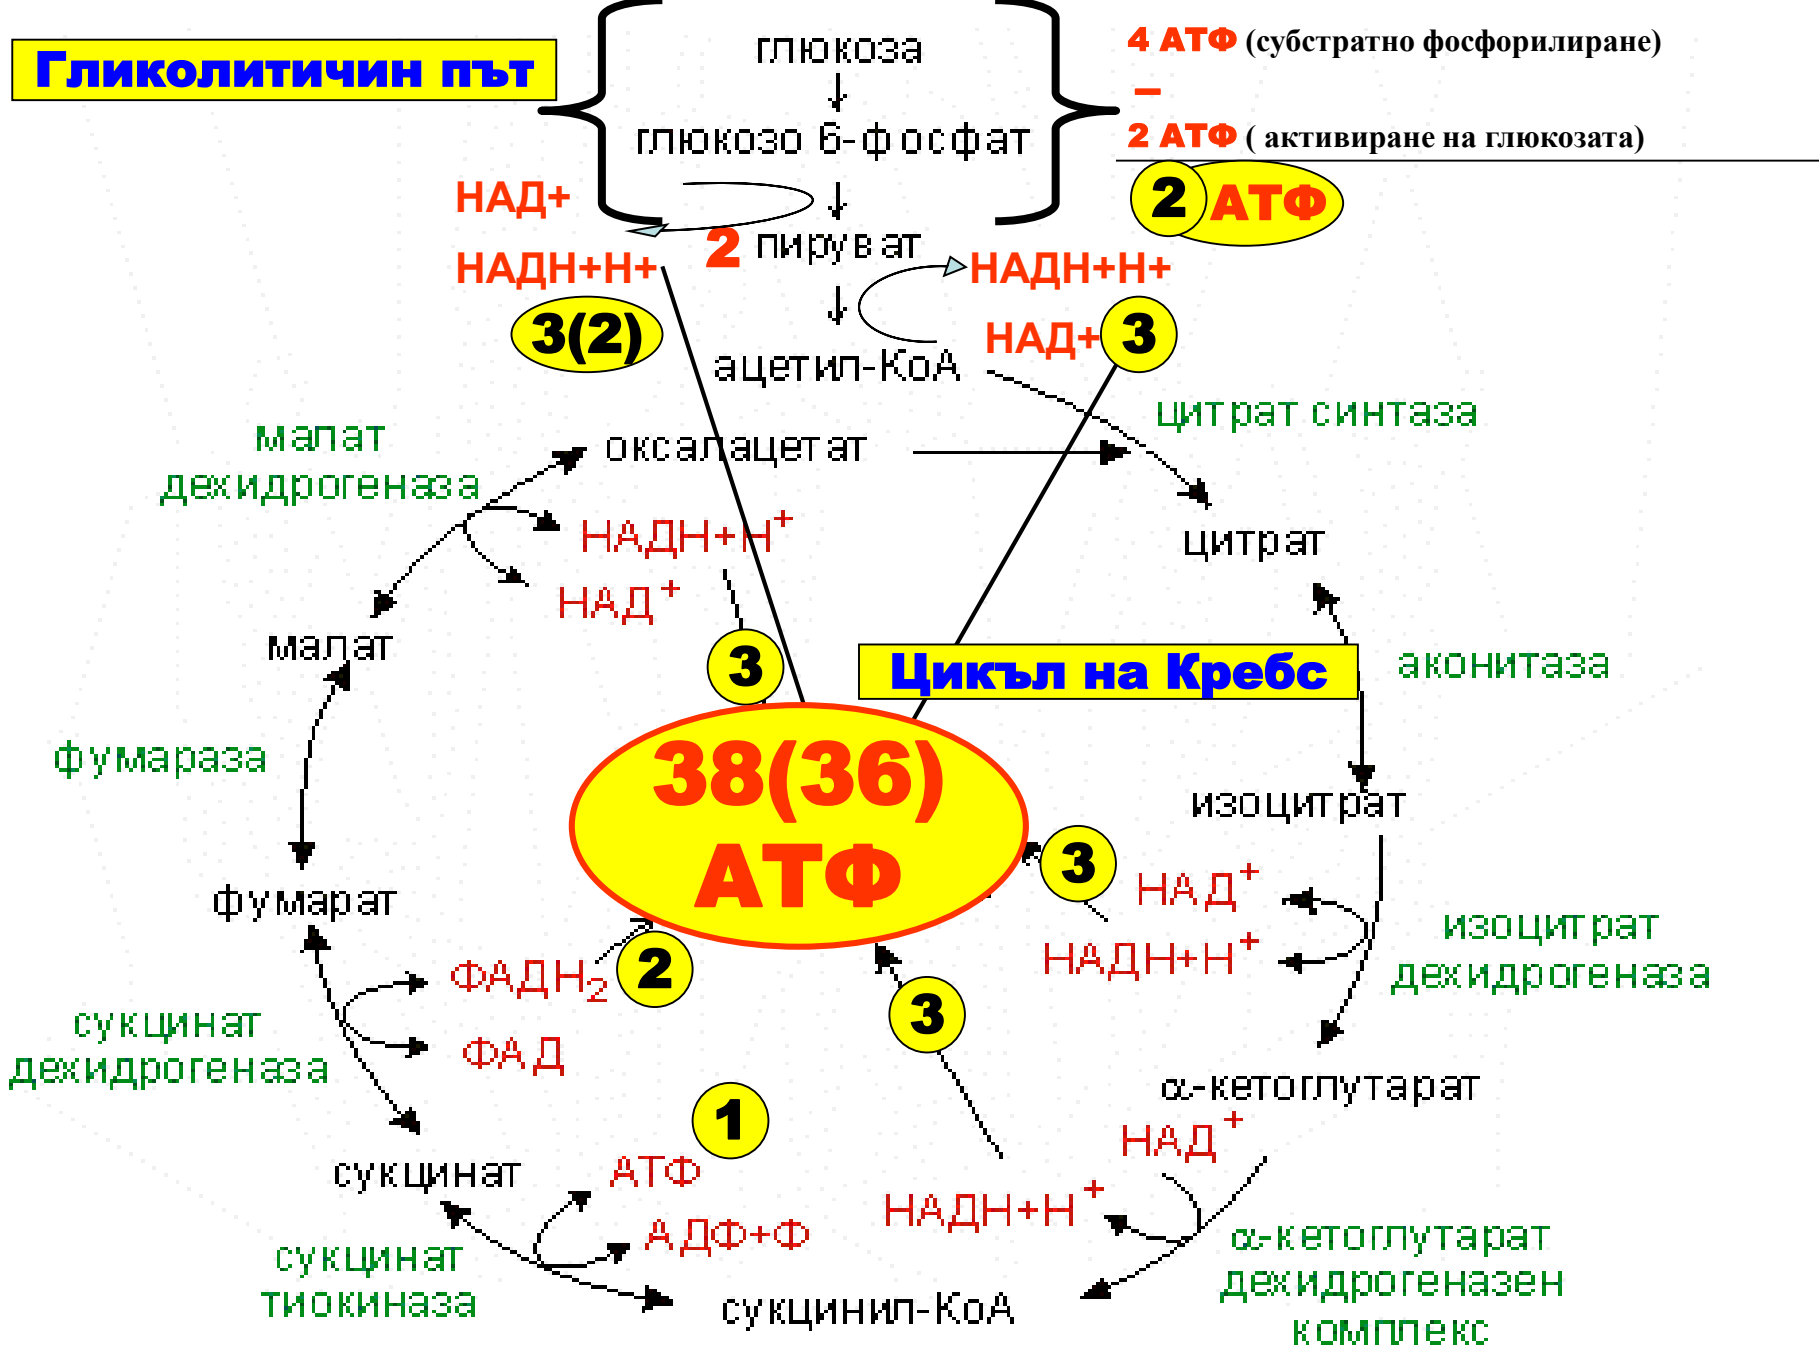 Гликолитичин път
глюкоза
4 АТФ (субстратно фосфорилиране)
–
глюкозо 6-фосфат
2 АТФ ( активиране на глюкозата)
НАД+
2 АТФ
2 пируват
НАДН+Н+
НАДН+Н+
3(2)
НАД+ 3
ацетил-КоА
цитрат синтаза
малат
дехидрогеназа
оксалацетат
НАДН+Н+
НАД+
цитрат
малат
3
Цикъл на Кребс
аконитаза
фумараза
38(36)
АТФ
изоцитрат
3
НАД+
НАДН+Н+
изоцитрат
дехидрогеназа
фумарат
ФАДН2
2
ФАД
3
сукцинат
дехидрогеназа
α-кетоглутарат
1
НАД+
сукцинат
АТФ
АДФ+Ф
НАДН+Н+
сукцинат
тиокиназа
сукцинил-КоА
α-кетоглутарат
дехидрогеназен
комплекс